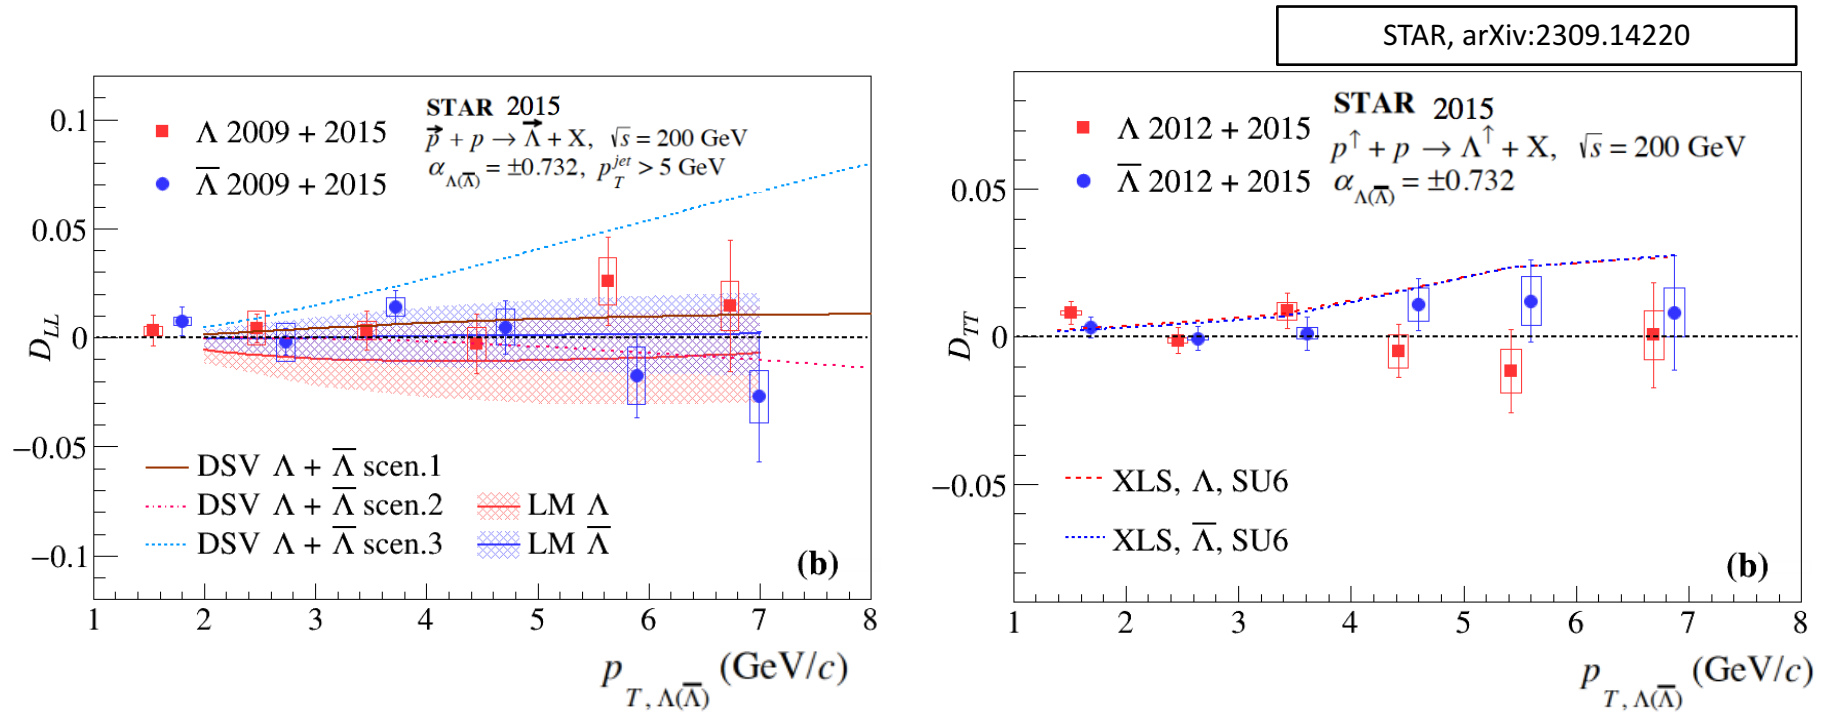 STAR, arXiv:2309.14220
STAR 2015
Λ 2009 + 2015
p⃗ + p → Λ⃗ + X, √s = 200 GeV
α_Λ(Λ̅) = ±0.732, p_T^jet > 5 GeV
Λ̅ 2009 + 2015
0.1
0.05
0
−0.05
−0.1
D_LL
DSV Λ + Λ̅ scen.1
DSV Λ + Λ̅ scen.2
DSV Λ + Λ̅ scen.3
LM Λ
LM Λ̅
(b)
1 2 3 4 5 6 7 8
p_T, Λ(Λ̅) (GeV/c)
STAR 2015
Λ 2012 + 2015
p↑ + p → Λ↑ + X, √s = 200 GeV
Λ̅ 2012 + 2015
α_Λ(Λ̅) = ±0.732
0.05
0
−0.05
D_TT
XLS, Λ, SU6
XLS, Λ̅, SU6
(b)
1 2 3 4 5 6 7 8
p_T, Λ(Λ̅) (GeV/c)